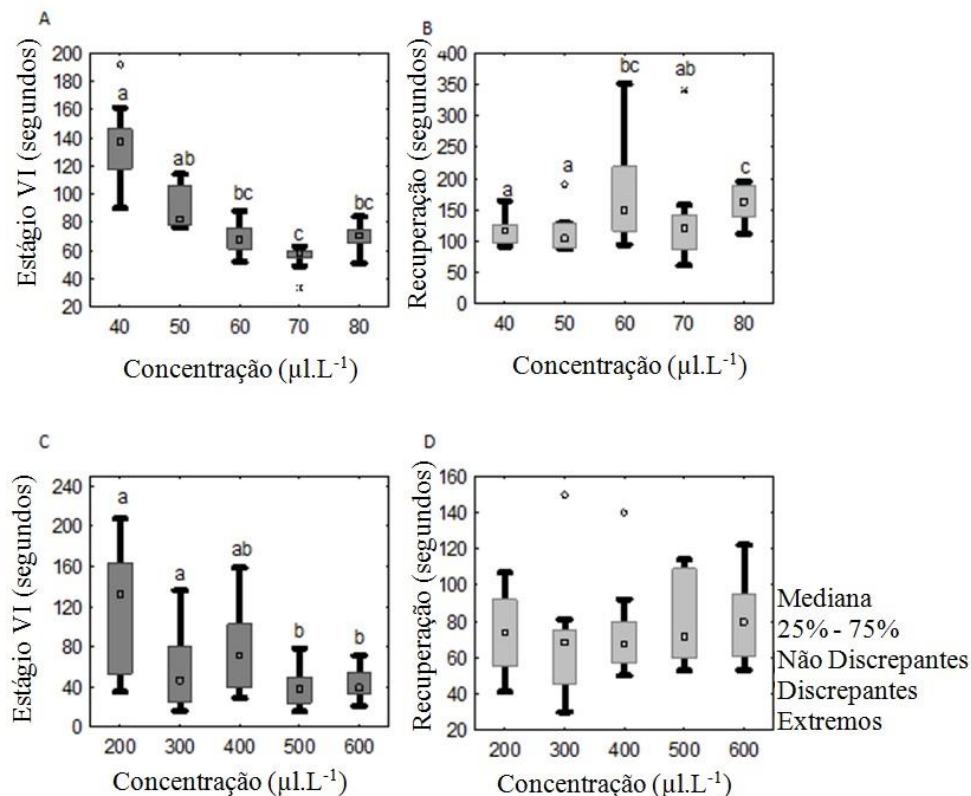 A
Estágio VI (segundos)
200
180
160
140
120
100
80
60
40
20
a
ab
bc
c
bc
40 50 60 70 80
Concentração (µl.L⁻¹)
B
Recuperação (segundos)
400
350
300
250
200
150
100
50
0
a
a
bc
ab
c
40 50 60 70 80
Concentração (µl.L⁻¹)
C
Estágio VI (segundos)
240
200
160
120
80
40
0
a
a
ab
b
b
200 300 400 500 600
Concentração (µl.L⁻¹)
D
Recuperação (segundos)
160
140
120
100
80
60
40
20
200 300 400 500 600
Concentração (µl.L⁻¹)
Mediana
25% - 75%
Não Discrepantes
Discrepantes
Extremos